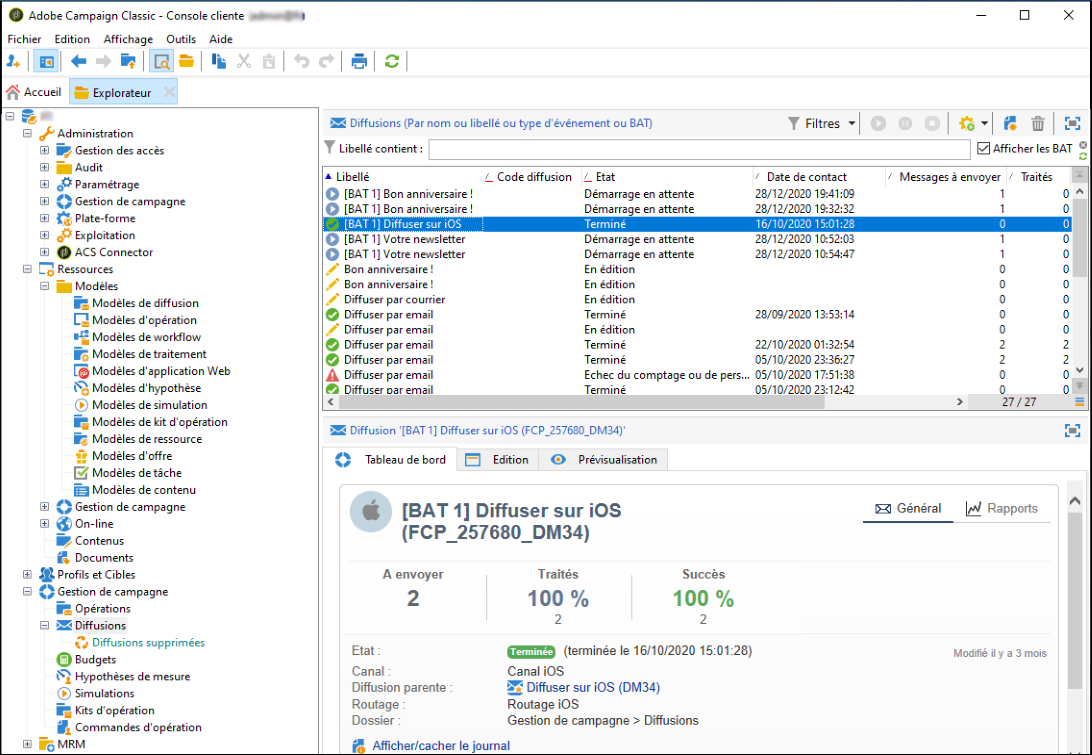 Adobe Campaign Classic - Console cliente
Fichier Edition Affichage Outils Aide
Accueil Explorateur
Administration
Gestion des accès
Audit
Paramétrage
Gestion de campagne
Plate-forme
Exploitation
ACS Connector
Ressources
Modèles
Modèles de diffusion
Modèles d'opération
Modèles de workflow
Modèles de traitement
Modèles d'application Web
Modèles d'hypothèse
Modèles de simulation
Modèles de kit d'opération
Modèles de ressource
Modèles d'offre
Modèles de tâche
Modèles de contenu
Gestion de campagne
On-line
Contenus
Documents
Profils et Cibles
Gestion de campagne
Opérations
Diffusions
Diffusions supprimées
Budgets
Hypothèses de mesure
Simulations
Kits d'opération
Commandes d'opération
MRM
Diffusions (Par nom ou libellé ou type d'événement ou BAT) Filtres
Libellé contient : Afficher les BAT
Libellé Code diffusion Etat Date de contact Messages à envoyer Traités
[BAT 1] Bon anniversaire ! Démarrage en attente 28/12/2020 19:41:09 1 0
[BAT 1] Bon anniversaire ! Démarrage en attente 28/12/2020 19:32:32 1 0
[BAT 1] Diffuser sur iOS Terminé 16/10/2020 15:01:28 0 0
[BAT 1] Votre newsletter Démarrage en attente 28/12/2020 10:52:03 1 0
[BAT 1] Votre newsletter Démarrage en attente 28/12/2020 10:54:47 1 0
Bon anniversaire ! En édition 0 0
Bon anniversaire ! En édition 0 0
Diffuser par courrier En édition 0 0
Diffuser par email Terminé 28/09/2020 13:53:14 0 0
Diffuser par email En édition 0 0
Diffuser par email Terminé 22/10/2020 01:32:54 2 2
Diffuser par email Terminé 05/10/2020 23:36:27 2 2
Diffuser par email Echec du comptage ou de pers... 05/10/2020 17:51:38 0 0
Diffuser par email Terminé 05/10/2020 23:12:42 0 0
27 / 27
Diffusion '[BAT 1] Diffuser sur iOS (FCP_257680_DM34)'
Tableau de bord Edition Prévisualisation
[BAT 1] Diffuser sur iOS
(FCP_257680_DM34)
Général Rapports
A envoyer Traités Succès
2 100 % 100 %
2 2
Etat : Terminée (terminée le 16/10/2020 15:01:28) Modifié il y a 3 mois
Canal : Canal iOS
Diffusion parente : Diffuser sur iOS (DM34)
Routage : Routage iOS
Dossier : Gestion de campagne > Diffusions
Afficher/cacher le journal